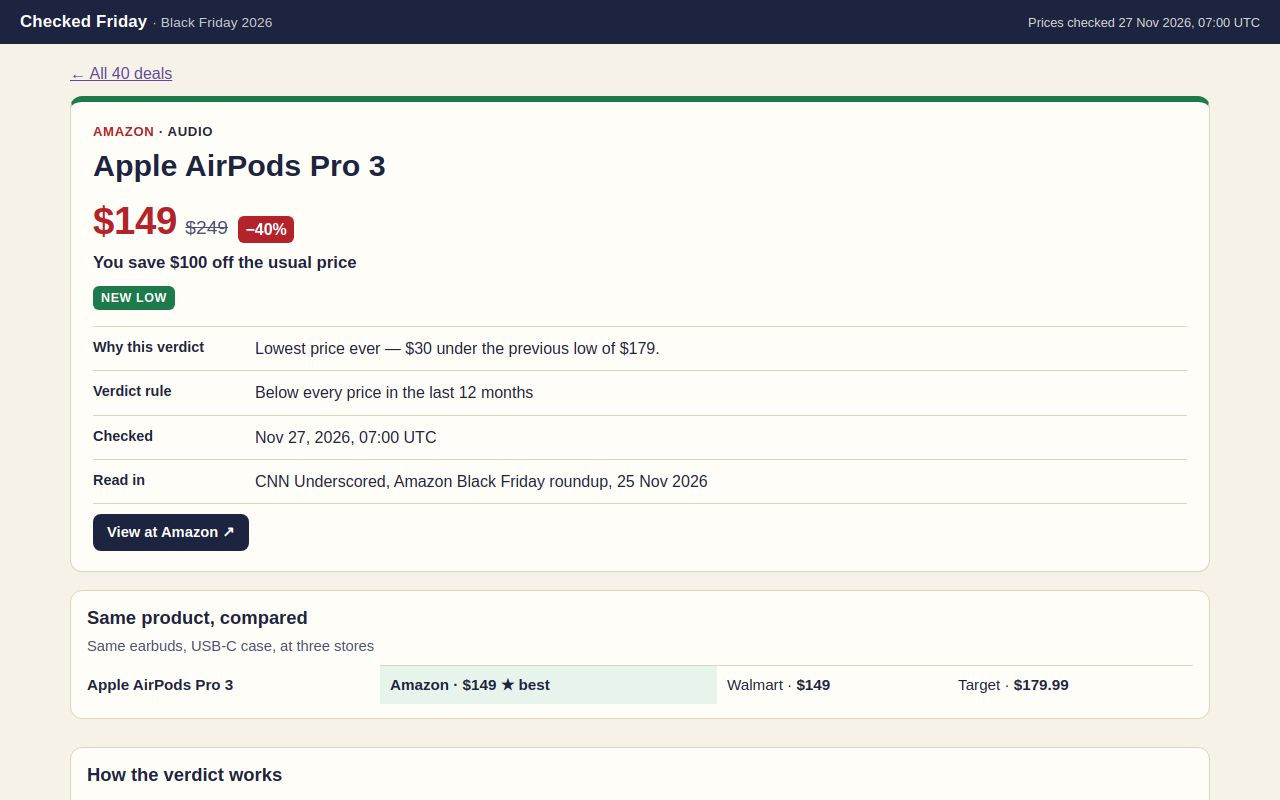 Checked Friday · Black Friday 2026
Prices checked 27 Nov 2026, 07:00 UTC
← All 40 deals
AMAZON · AUDIO
Apple AirPods Pro 3
$149 $249 −40%
You save $100 off the usual price
NEW LOW
Why this verdict Lowest price ever — $30 under the previous low of $179.
Verdict rule Below every price in the last 12 months
Checked Nov 27, 2026, 07:00 UTC
Read in CNN Underscored, Amazon Black Friday roundup, 25 Nov 2026
View at Amazon ↗
Same product, compared
Same earbuds, USB-C case, at three stores
Apple AirPods Pro 3 Amazon · $149 ★ best Walmart · $149 Target · $179.99
How the verdict works